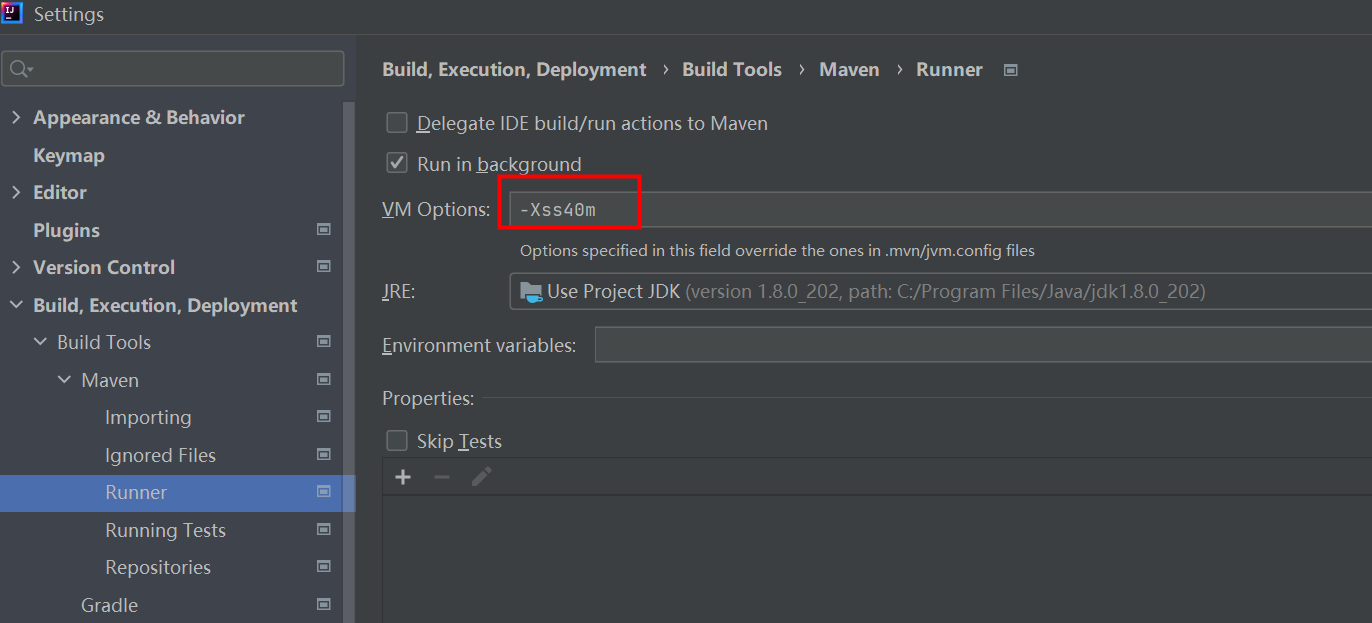 Settings
Appearance & Behavior
Keymap
Editor
Plugins
Version Control
Build, Execution, Deployment
Build Tools
Maven
Importing
Ignored Files
Runner
Running Tests
Repositories
Gradle
Build, Execution, Deployment › Build Tools › Maven › Runner
Delegate IDE build/run actions to Maven
Run in background
VM Options: -Xss40m
Options specified in this field override the ones in .mvn/jvm.config files
JRE: Use Project JDK (version 1.8.0_202, path: C:/Program Files/Java/jdk1.8.0_202)
Environment variables:
Properties:
Skip Tests